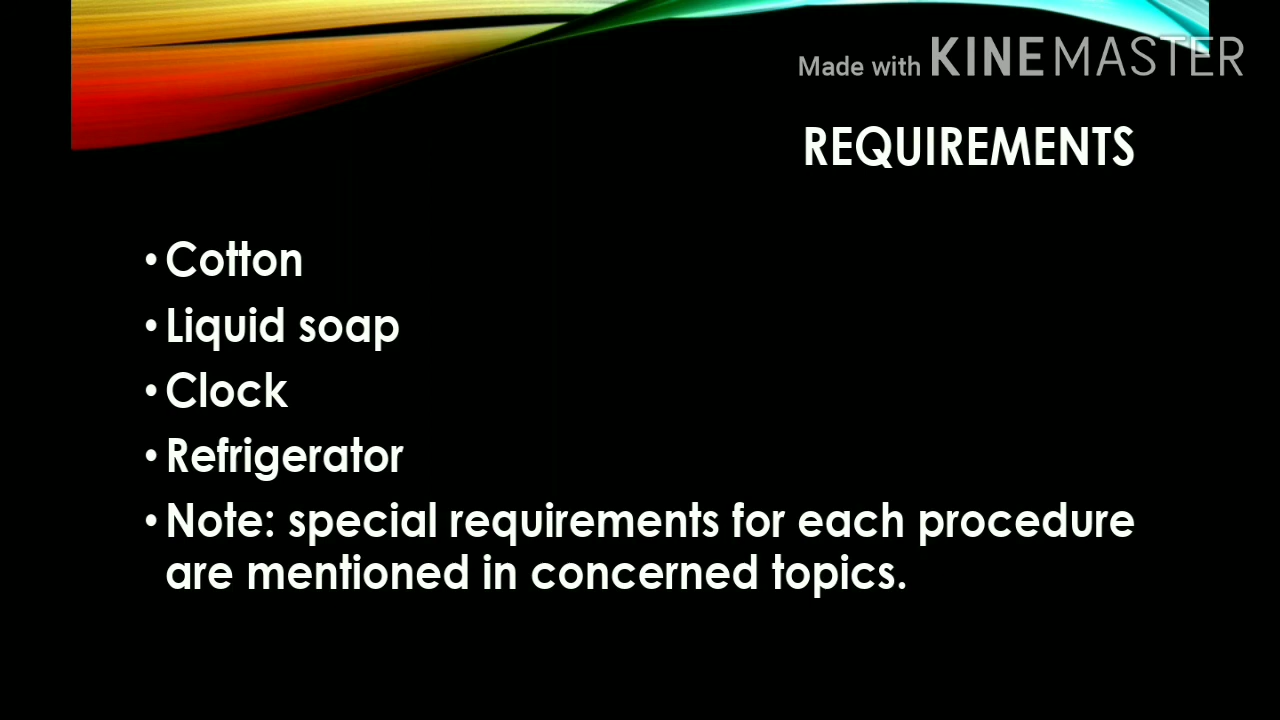 Made with KINEMASTER
REQUIREMENTS
• Cotton
• Liquid soap
• Clock
• Refrigerator
• Note: special requirements for each procedure
are mentioned in concerned topics.